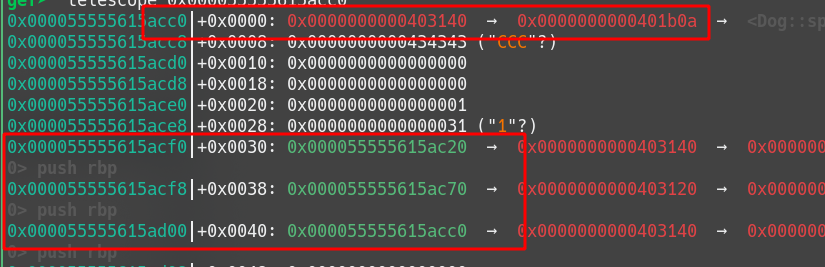 gef➤ telescope 0x000055555615acc0
0x000055555615acc0│+0x0000: 0x0000000000403140 → 0x0000000000401b0a → <Dog::sp
0x000055555615acc8│+0x0008: 0x0000000000434343 ("CCC"?)
0x000055555615acd0│+0x0010: 0x0000000000000000
0x000055555615acd8│+0x0018: 0x0000000000000000
0x000055555615ace0│+0x0020: 0x0000000000000001
0x000055555615ace8│+0x0028: 0x0000000000000031 ("1"?)
0x000055555615acf0│+0x0030: 0x000055555615ac20 → 0x0000000000403140 → 0x000000
0> push rbp
0x000055555615acf8│+0x0038: 0x000055555615ac70 → 0x0000000000403120 → 0x000000
0> push rbp
0x000055555615ad00│+0x0040: 0x000055555615acc0 → 0x0000000000403140 → 0x000000
0> push rbp